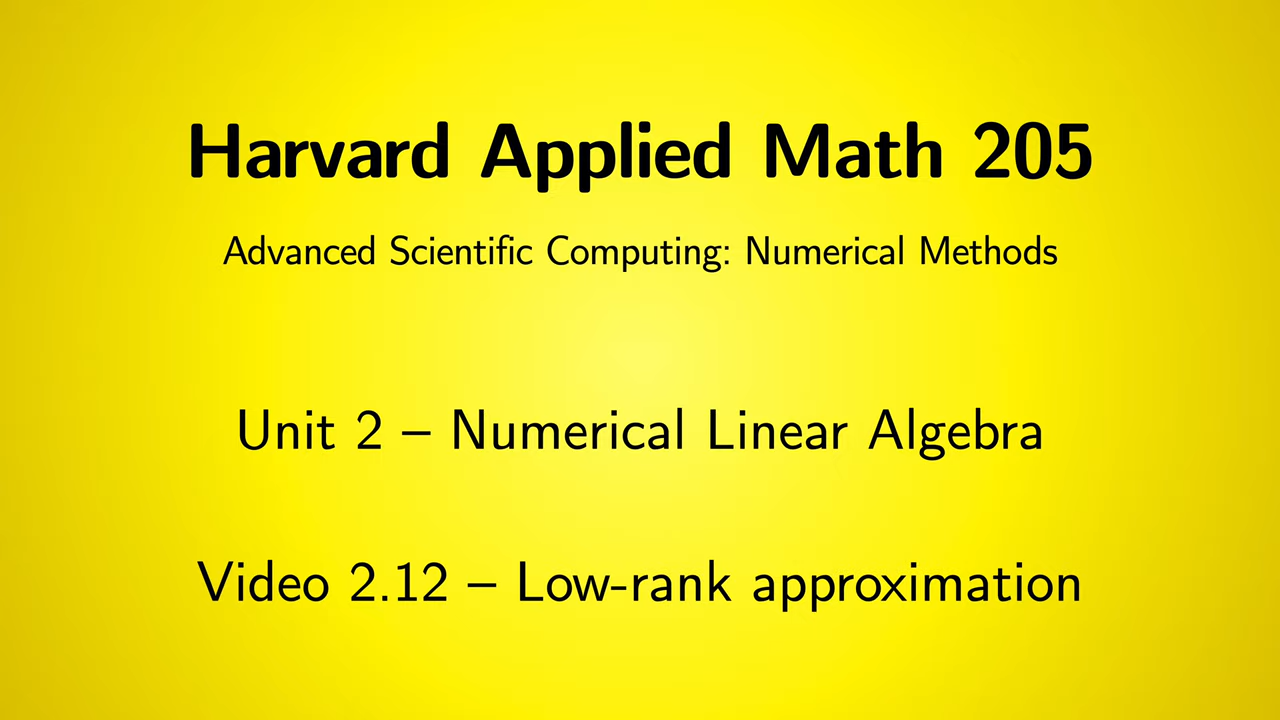 Harvard Applied Math 205
Advanced Scientific Computing: Numerical Methods
Unit 2 – Numerical Linear Algebra
Video 2.12 – Low-rank approximation